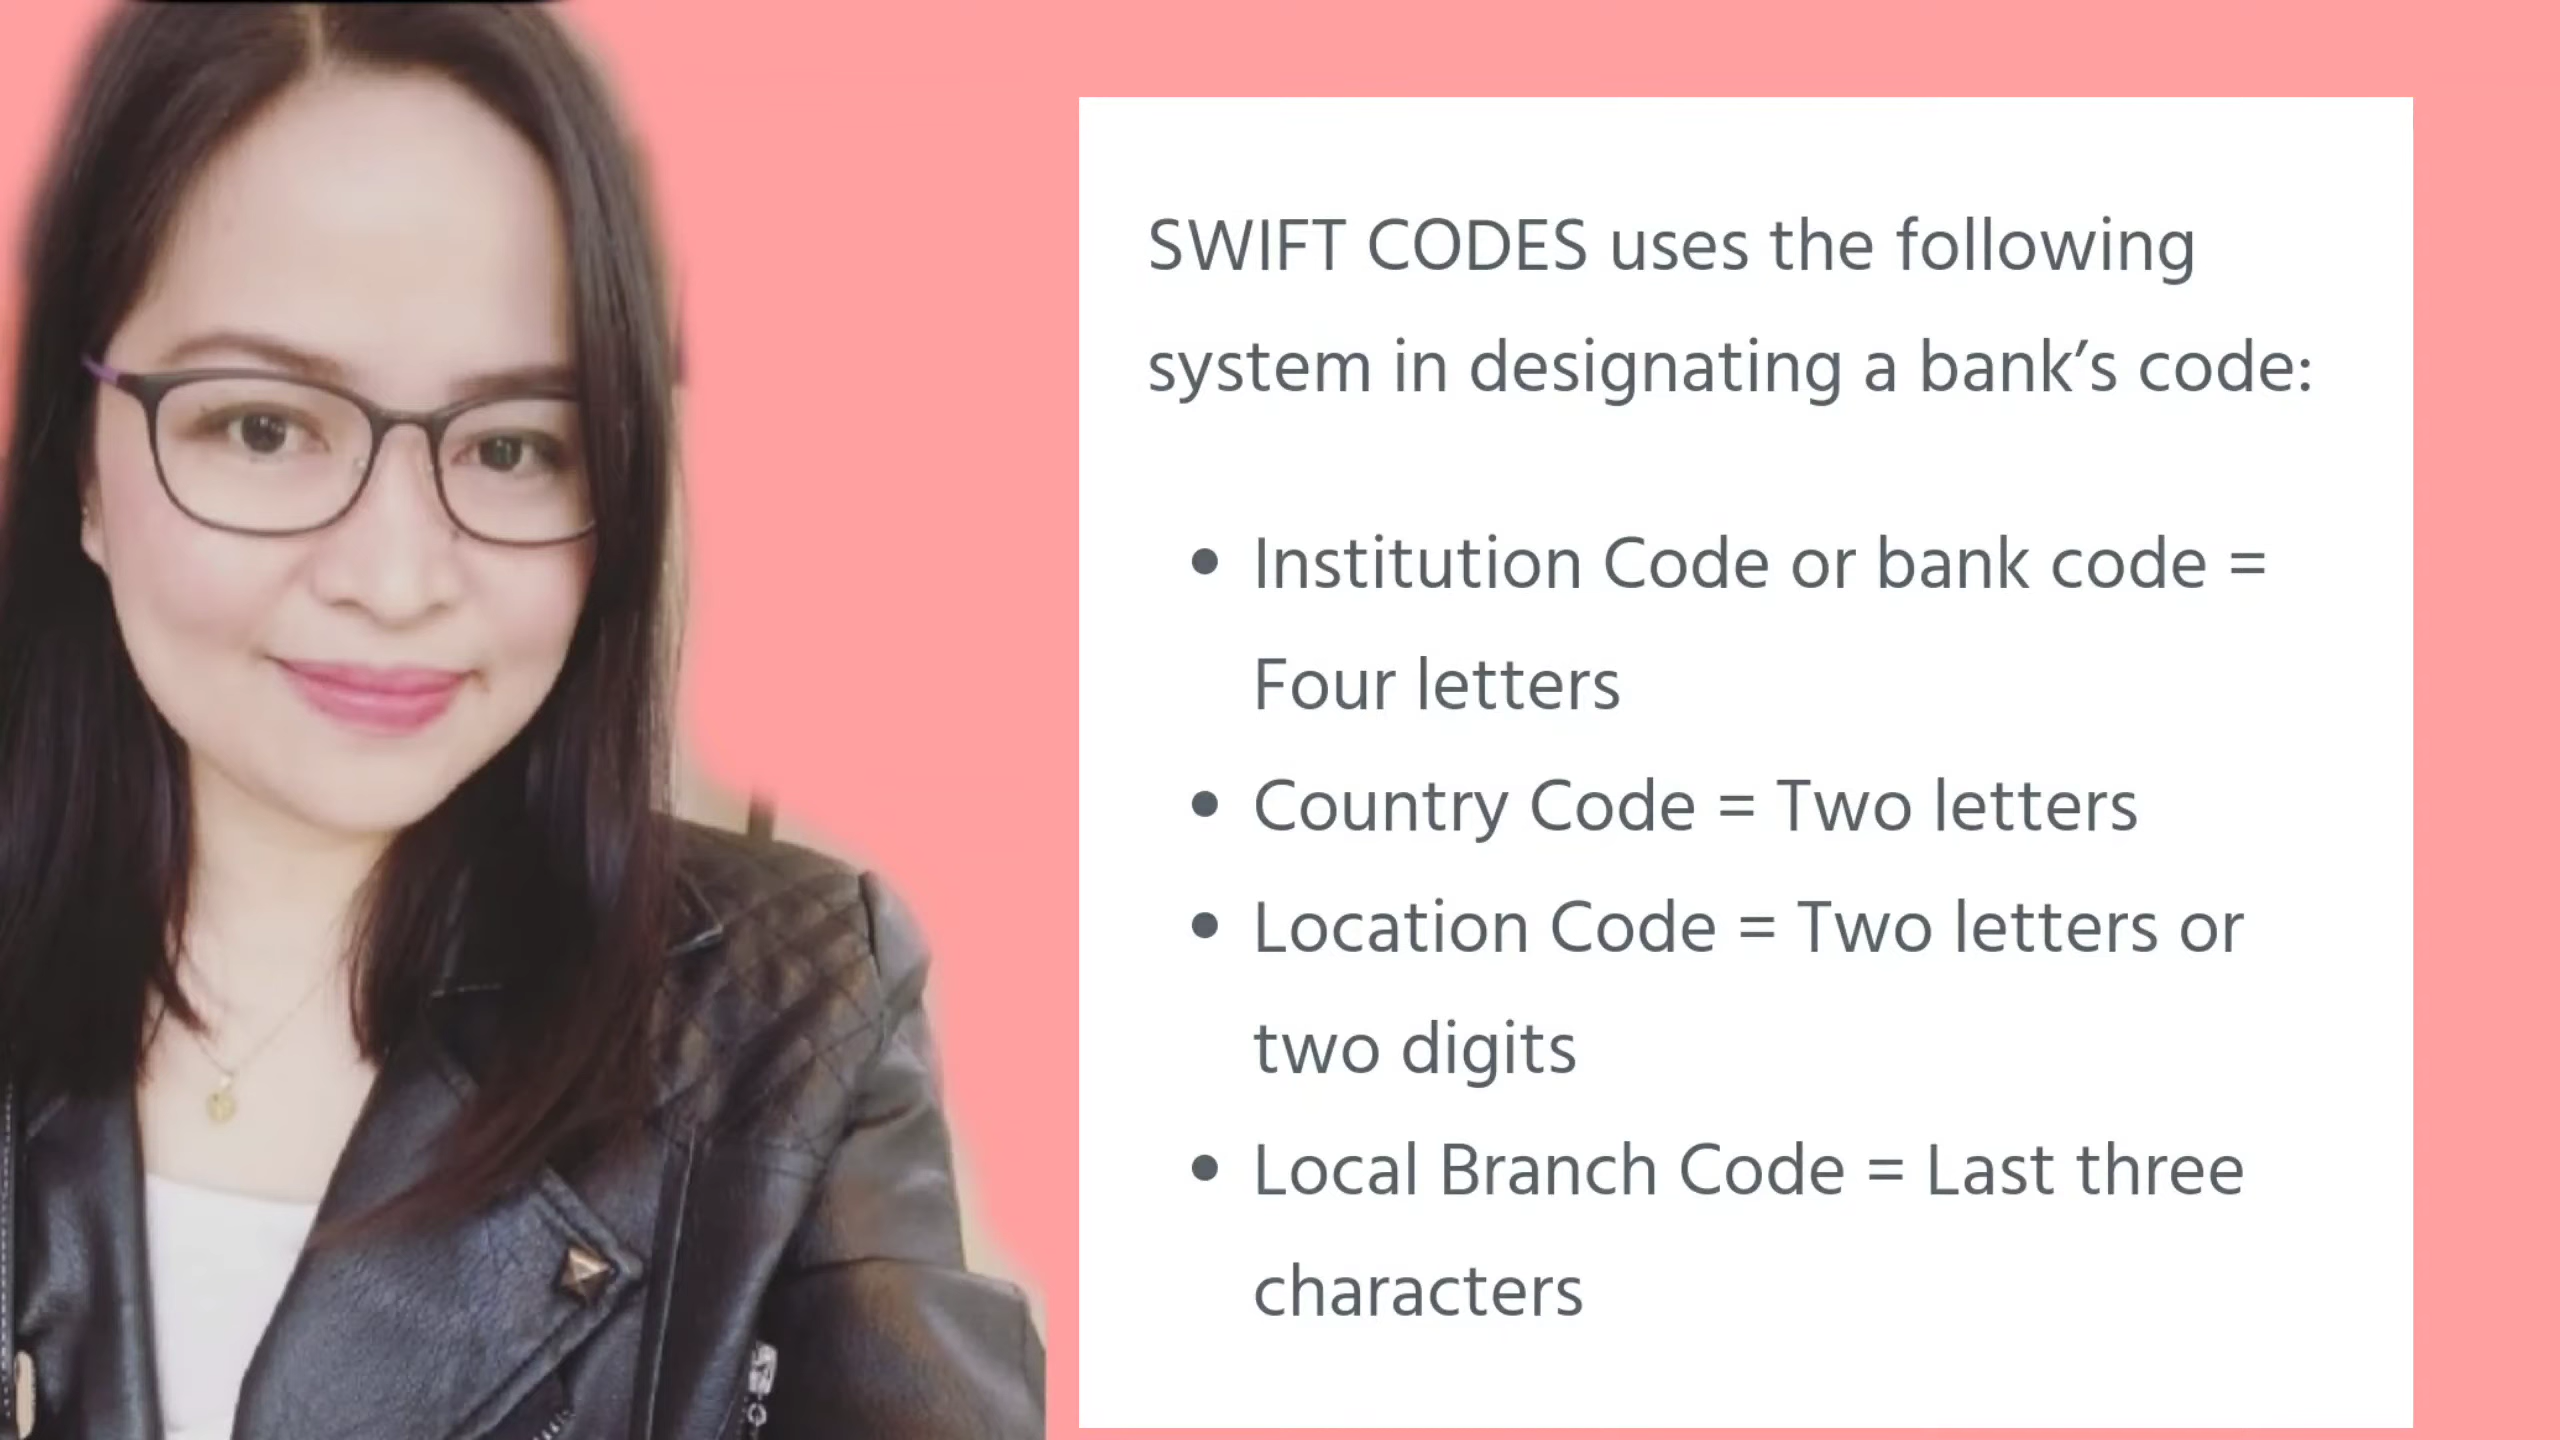 SWIFT CODES uses the following
system in designating a bank’s code:
• Institution Code or bank code =
Four letters
• Country Code = Two letters
• Location Code = Two letters or
two digits
• Local Branch Code = Last three
characters